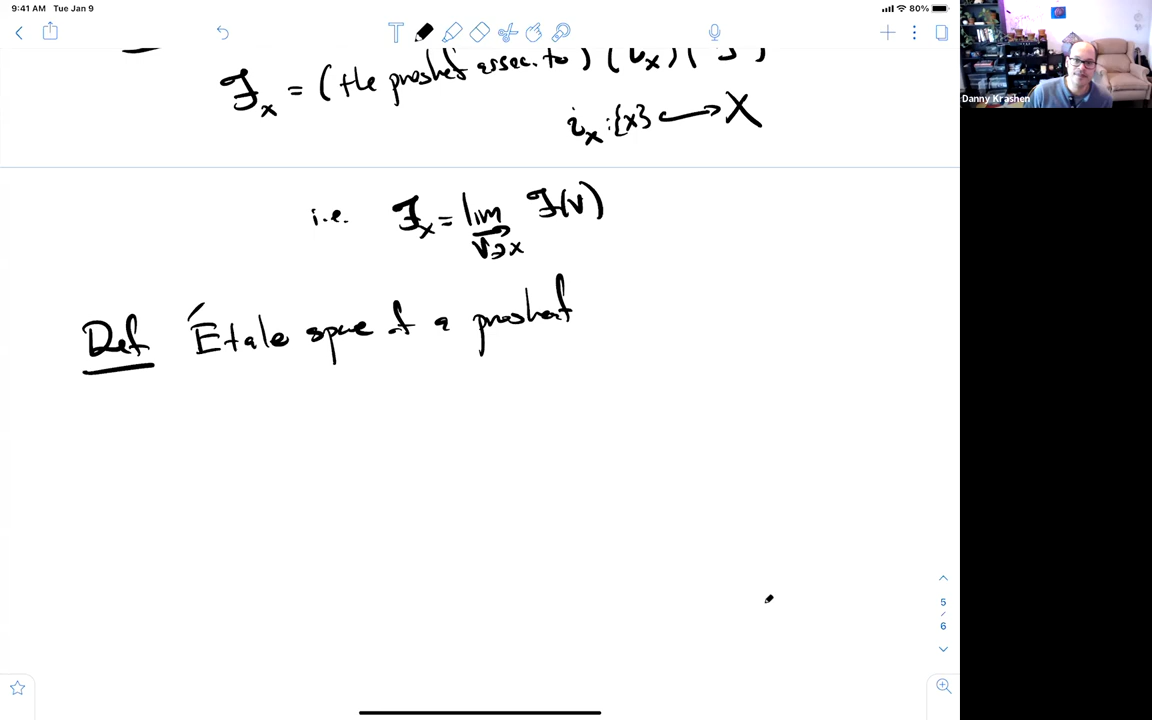 9:41 AM Tue Jan 9
80%
T
Danny Krashen
ℱₓ = (the presheaf assoc. to ) (
iₓ : {x} ↪ X
i.e. ℱₓ = lim→ ℱ(V)
V∋x
Def Étale space of a presheaf
5
/
6